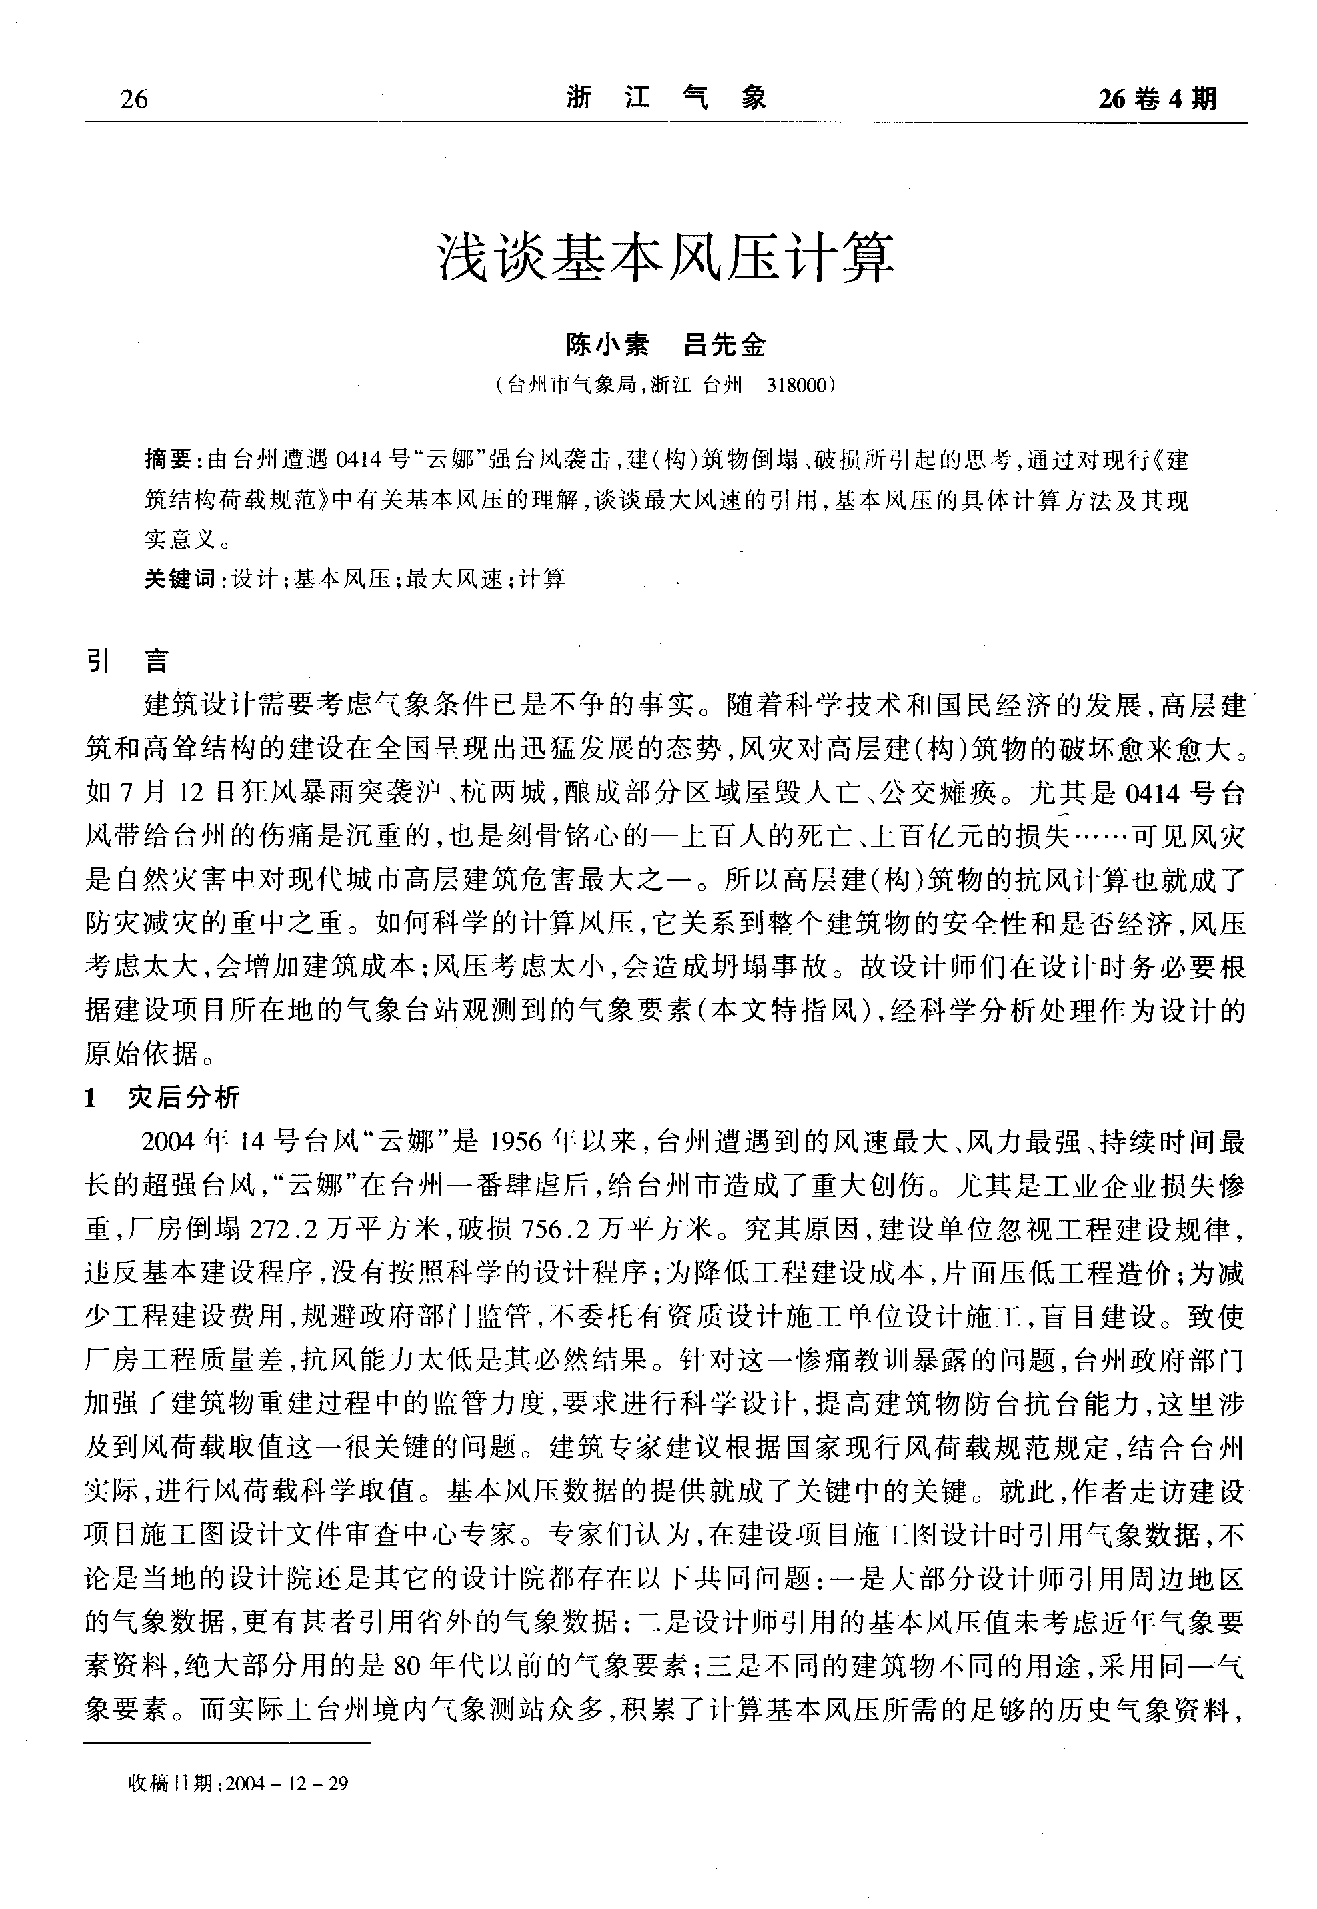 26
浙 江 气 象
26 卷 4 期
浅谈基本风压计算
陈小素 吕先金
(台州市气象局,浙江 台州 318000)
摘要:由台州遭遇 0414 号“云娜”强台风袭击,建(构)筑物倒塌、破损所引起的思考,通过对现行《建
筑结构荷载规范》中有关基本风压的理解,谈谈最大风速的引用,基本风压的具体计算方法及其现
实意义。
关键词:设计;基本风压;最大风速;计算
引 言
建筑设计需要考虑气象条件已是不争的事实。随着科学技术和国民经济的发展,高层建
筑和高耸结构的建设在全国呈现出迅猛发展的态势,风灾对高层建(构)筑物的破坏愈来愈大。
如 7 月 12 日狂风暴雨突袭沪、杭两城,酿成部分区域屋毁人亡、公交瘫痪。尤其是 0414 号台
风带给台州的伤痛是沉重的,也是刻骨铭心的—上百人的死亡、上百亿元的损失……可见风灾
是自然灾害中对现代城市高层建筑危害最大之一。所以高层建(构)筑物的抗风计算也就成了
防灾减灾的重中之重。如何科学的计算风压,它关系到整个建筑物的安全性和是否经济,风压
考虑太大,会增加建筑成本;风压考虑太小,会造成坍塌事故。故设计师们在设计时务必要根
据建设项目所在地的气象台站观测到的气象要素(本文特指风),经科学分析处理作为设计的
原始依据。
1 灾后分析
2004 年 14 号台风“云娜”是 1956 年以来,台州遭遇到的风速最大、风力最强、持续时间最
长的超强台风,“云娜”在台州一番肆虐后,给台州市造成了重大创伤。尤其是工业企业损失惨
重,厂房倒塌 272.2 万平方米,破损 756.2 万平方米。究其原因,建设单位忽视工程建设规律,
违反基本建设程序,没有按照科学的设计程序;为降低工程建设成本,片面压低工程造价;为减
少工程建设费用,规避政府部门监管,不委托有资质设计施工单位设计施工,盲目建设。致使
厂房工程质量差,抗风能力太低是其必然结果。针对这一惨痛教训暴露的问题,台州政府部门
加强了建筑物重建过程中的监管力度,要求进行科学设计,提高建筑物防台抗台能力,这里涉
及到风荷载取值这一很关键的问题。建筑专家建议根据国家现行风荷载规范规定,结合台州
实际,进行风荷载科学取值。基本风压数据的提供就成了关键中的关键。就此,作者走访建设
项目施工图设计文件审查中心专家。专家们认为,在建设项目施工图设计时引用气象数据,不
论是当地的设计院还是其它的设计院都存在以下共同问题:一是大部分设计师引用周边地区
的气象数据,更有甚者引用省外的气象数据;二是设计师引用的基本风压值未考虑近年气象要
素资料,绝大部分用的是 80 年代以前的气象要素;三是不同的建筑物不同的用途,采用同一气
象要素。而实际上台州境内气象测站众多,积累了计算基本风压所需的足够的历史气象资料,
收稿日期:2004-12-29